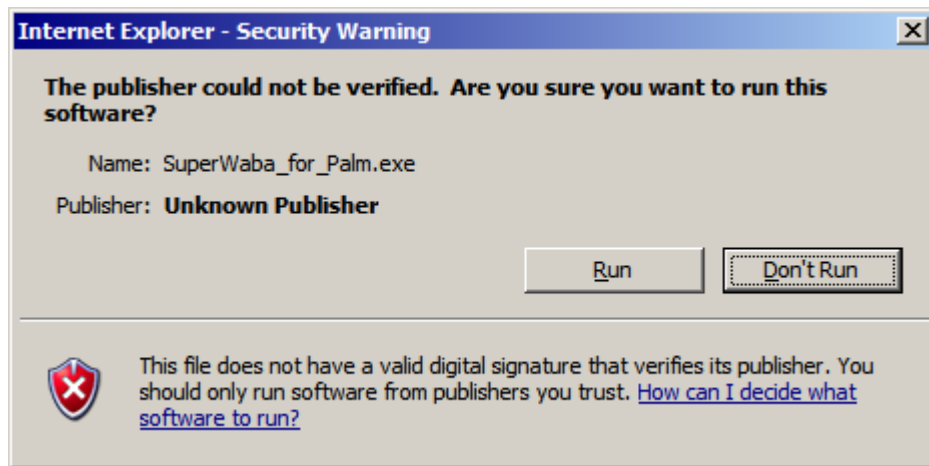 Internet Explorer - Security Warning
The publisher could not be verified.  Are you sure you want to run this
software?
Name: SuperWaba_for_Palm.exe
Publisher: Unknown Publisher
Run Don't Run
This file does not have a valid digital signature that verifies its publisher. You
should only run software from publishers you trust. How can I decide what
software to run?